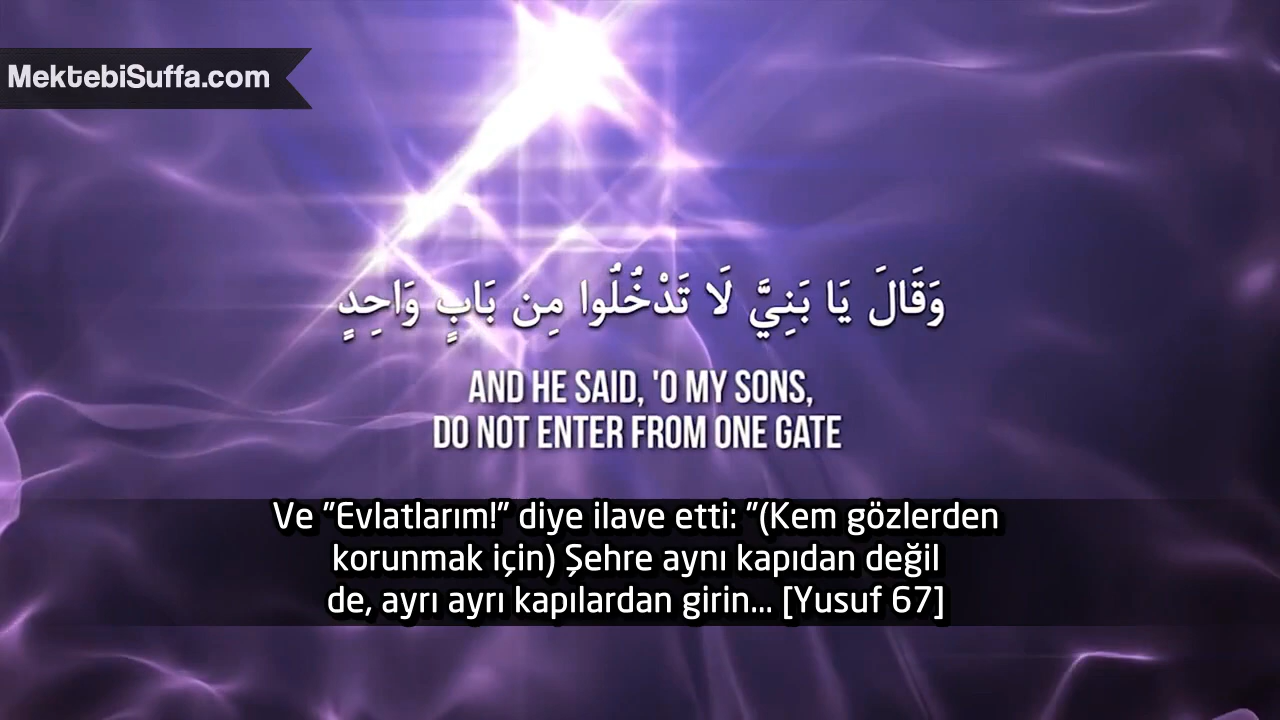 MektebiSuffa.com
وَقَالَ يَا بَنِيَّ لَا تَدْخُلُوا مِن بَابٍ وَاحِدٍ
AND HE SAID, 'O MY SONS,
DO NOT ENTER FROM ONE GATE
Ve "Evlatlarım!" diye ilave etti: "(Kem gözlerden
korunmak için) Şehre aynı kapıdan değil
de, ayrı ayrı kapılardan girin... [Yusuf 67]